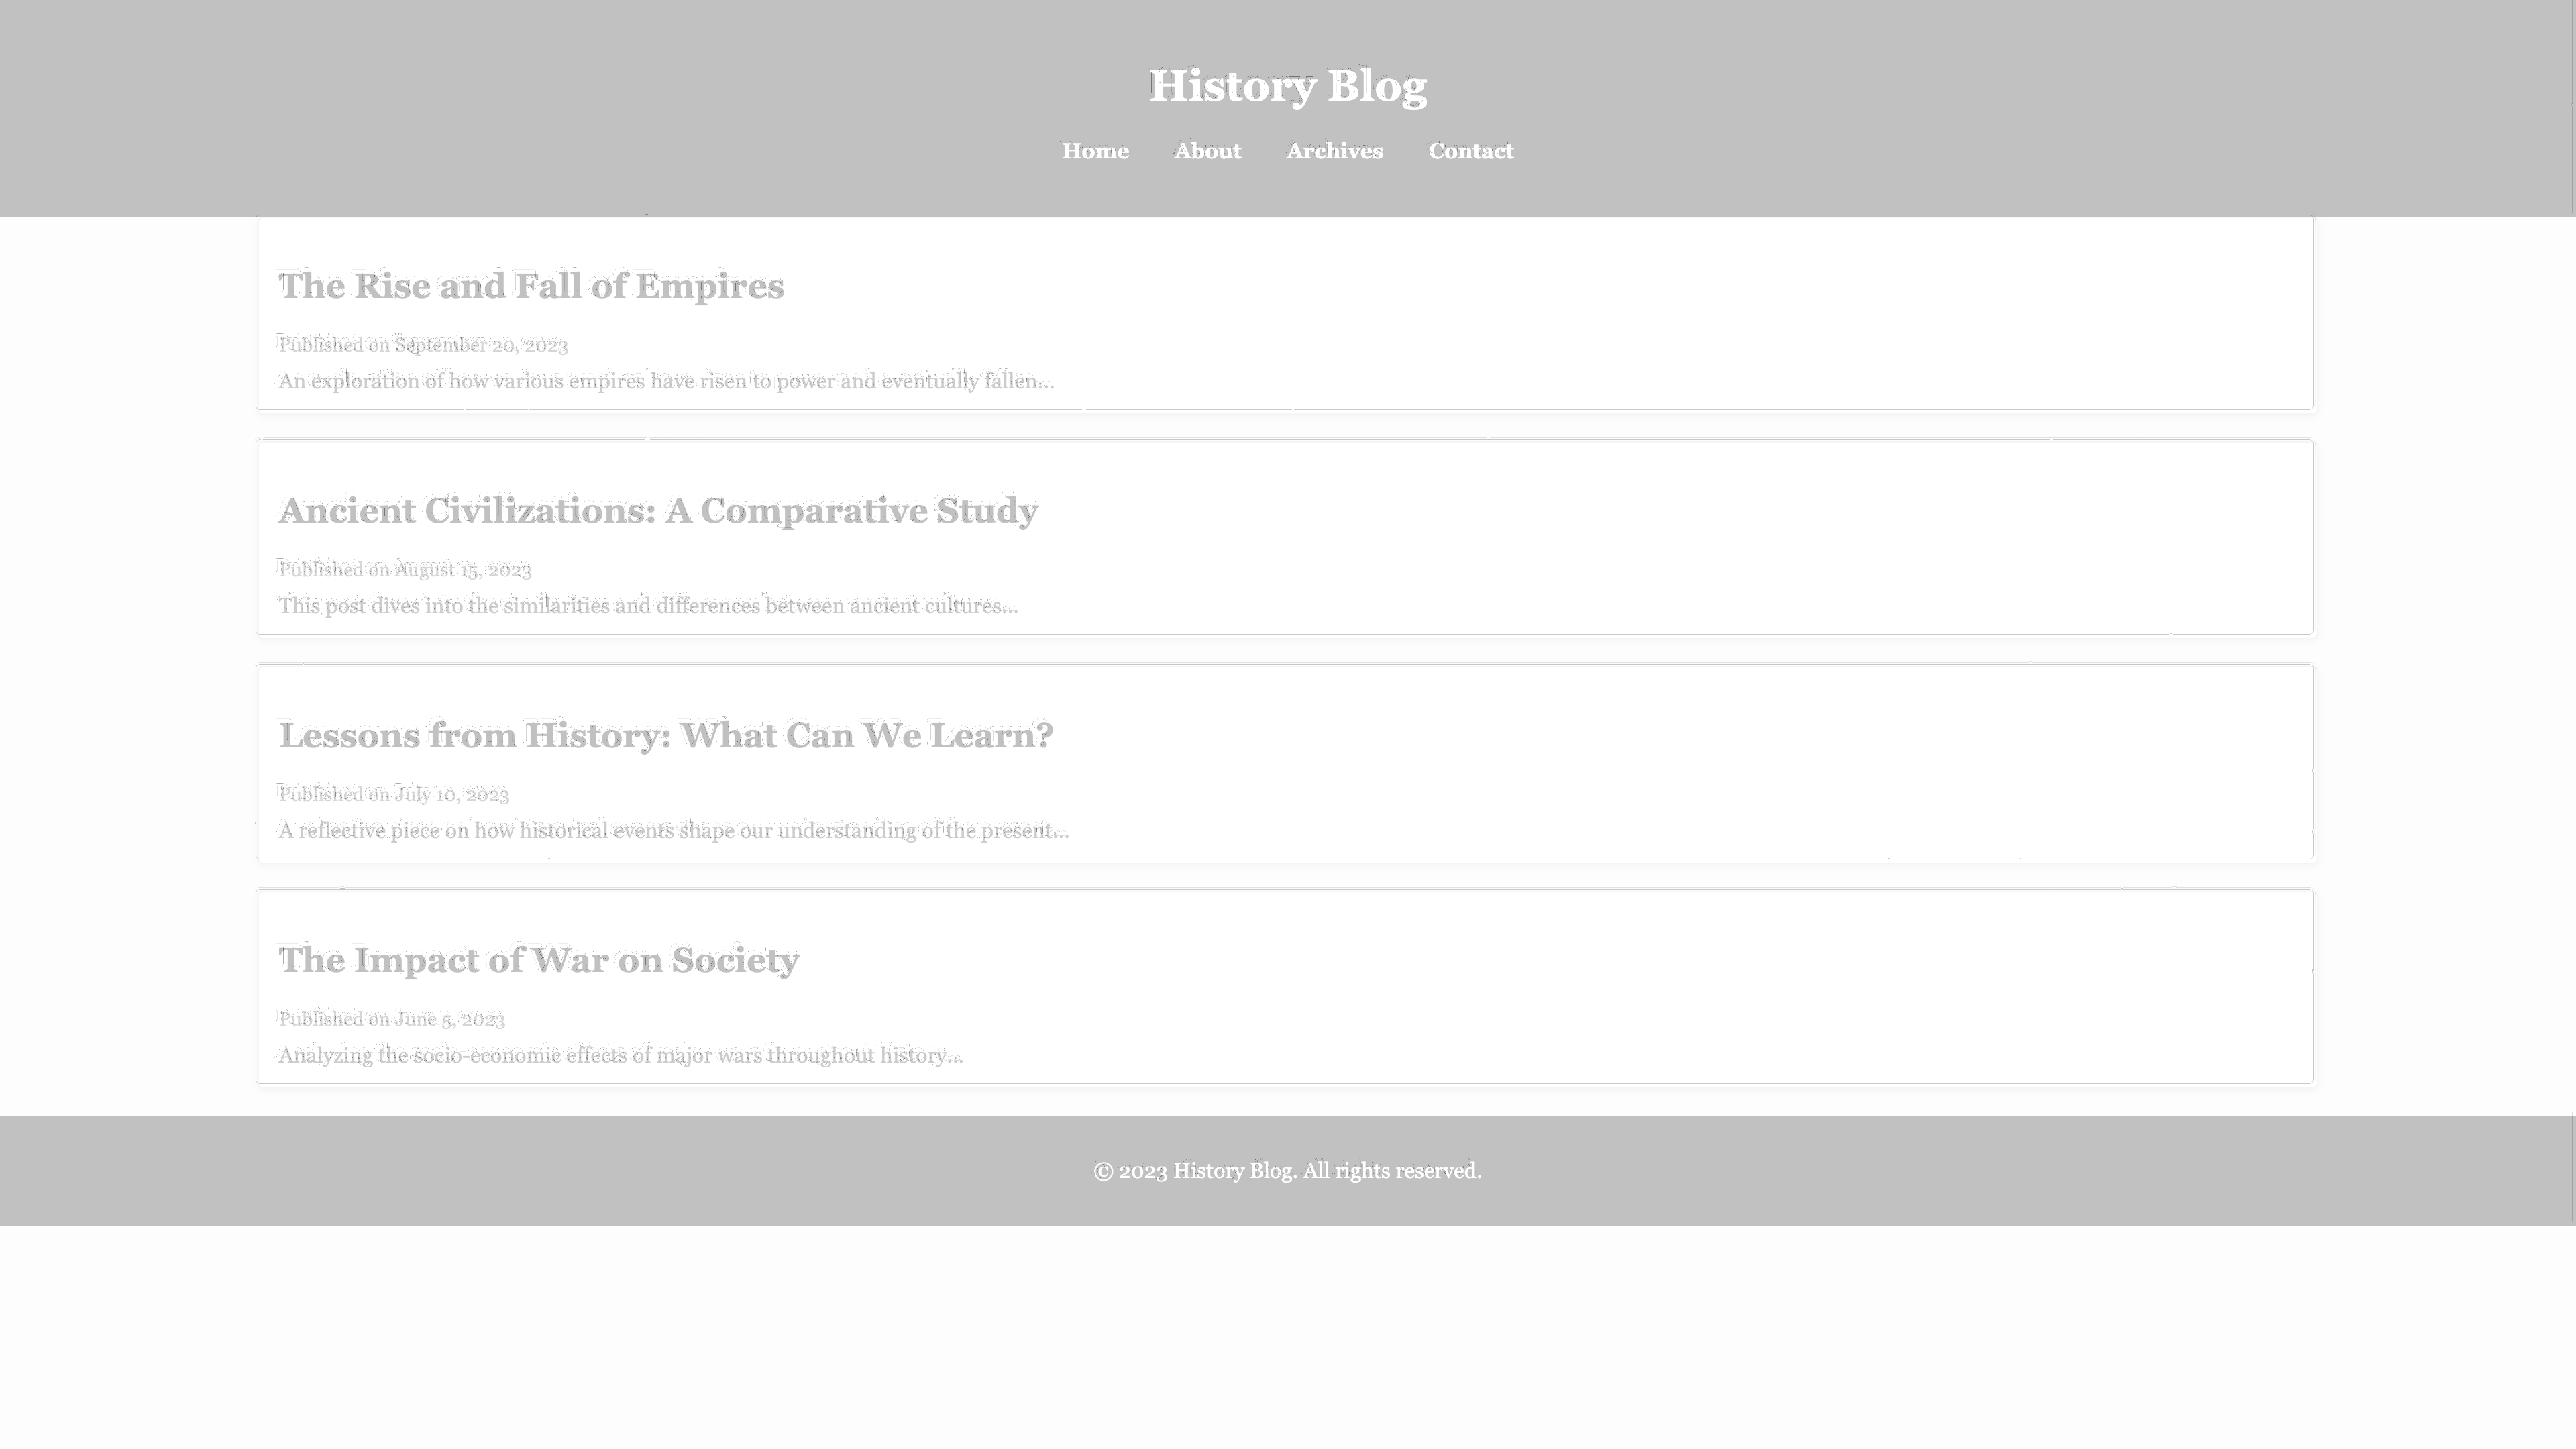 History Blog
Home About Archives Contact
The Rise and Fall of Empires
Published on September 20, 2023
An exploration of how various empires have risen to power and eventually fallen...
Ancient Civilizations: A Comparative Study
Published on August 15, 2023
This post dives into the similarities and differences between ancient cultures...
Lessons from History: What Can We Learn?
Published on July 10, 2023
A reflective piece on how historical events shape our understanding of the present...
The Impact of War on Society
Published on June 5, 2023
Analyzing the socio-economic effects of major wars throughout history...
© 2023 History Blog. All rights reserved.